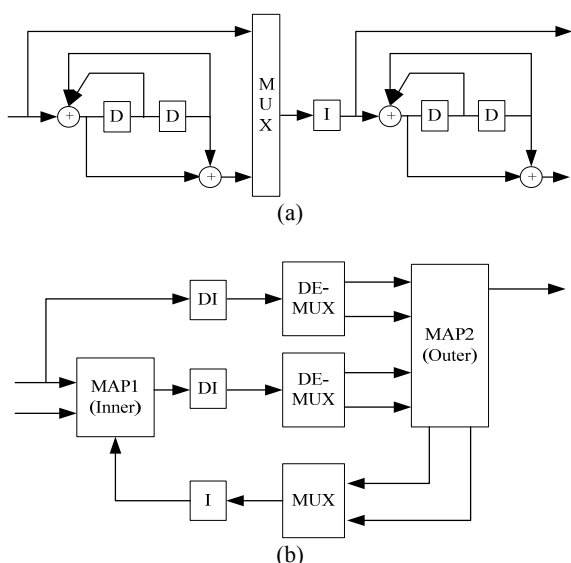 M
U
X
I
D
D
D
D
+
+
+
+
(a)
DI
DE-
MUX
MAP2
(Outer)
MAP1
(Inner)
DI
DE-
MUX
I
MUX
(b)